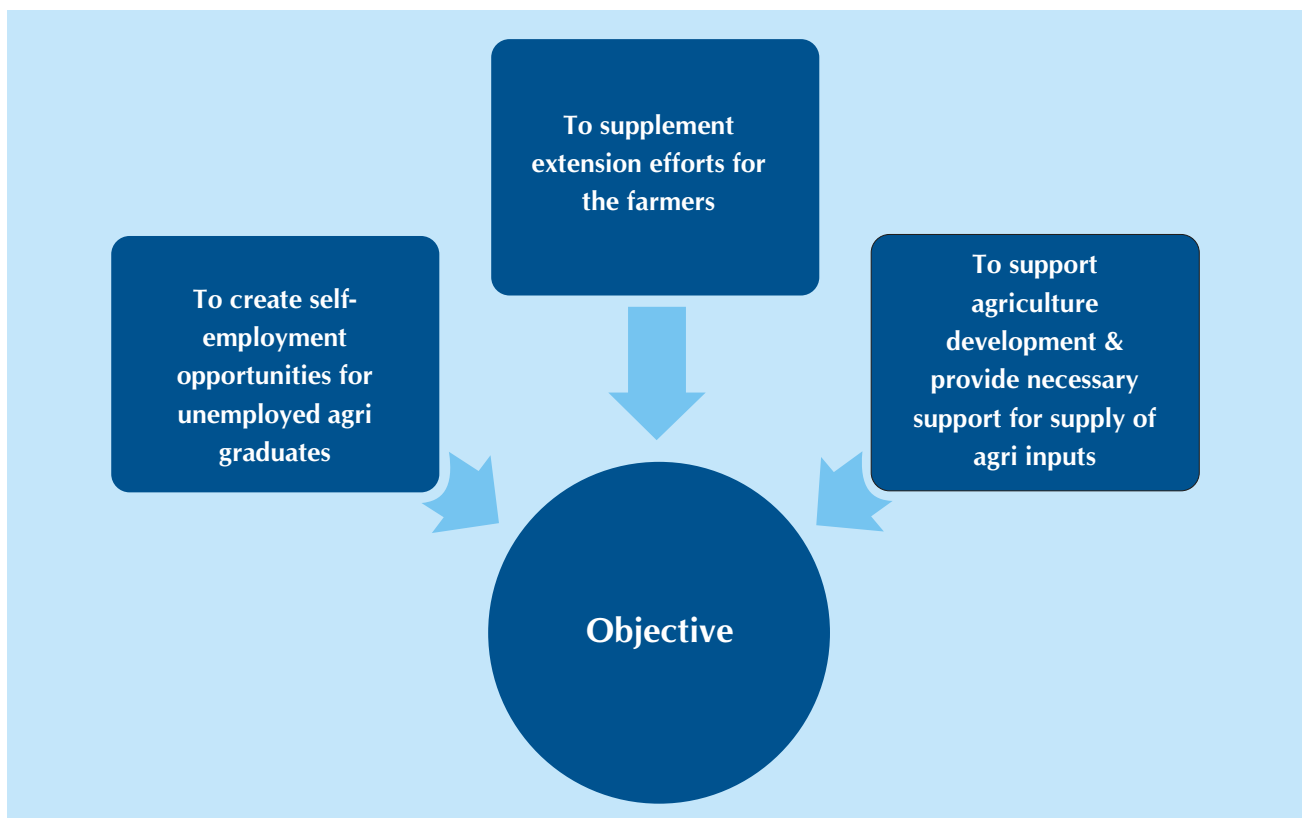 To supplement
extension efforts for
the farmers
To create self-
employment
opportunities for
unemployed agri
graduates
To support
agriculture
development &
provide necessary
support for supply of
agri inputs
Objective